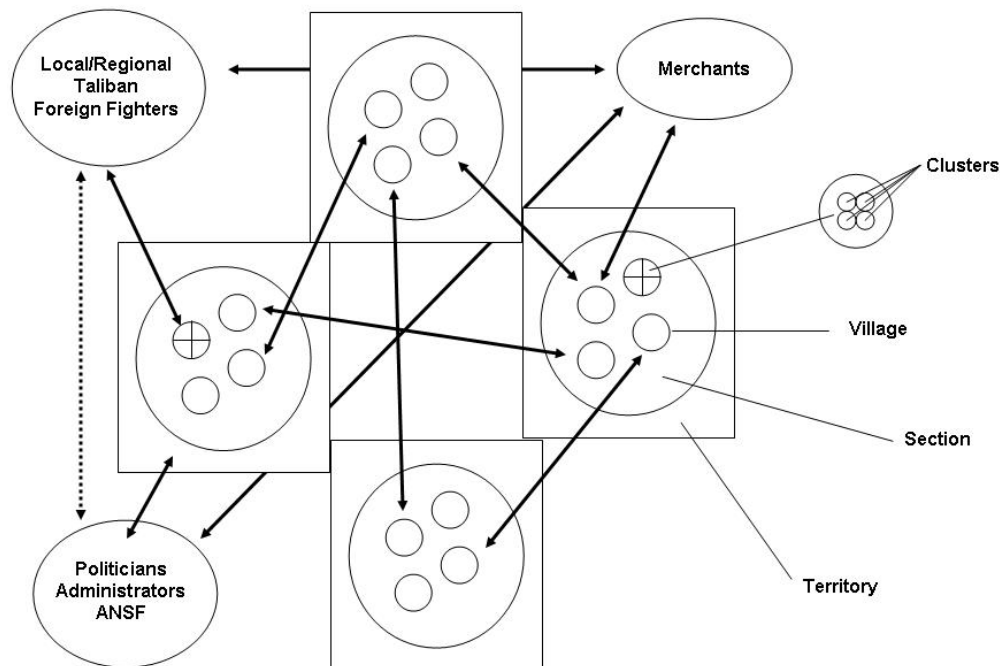 Local/Regional
Taliban
Foreign Fighters
Merchants
Clusters
Village
Section
Territory
Politicians
Administrators
ANSF